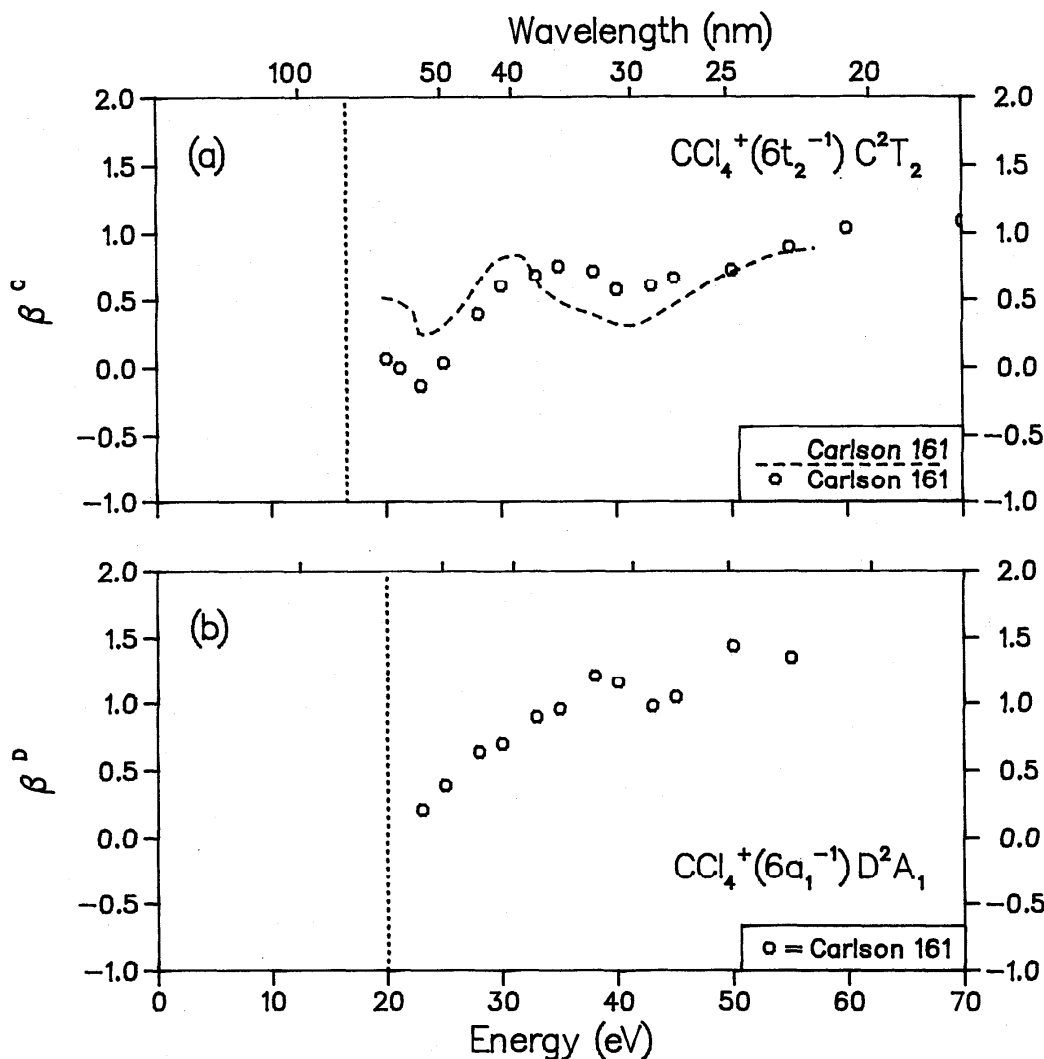 Wavelength (nm)
100 50 40 30 25 20
2.0 2.0
(a) CCl₄⁺(6t₂⁻¹) C²T₂
1.5 1.5
1.0 1.0
β^C
0.5 0.5
0.0 0.0
−0.5 −0.5
Carlson 161
Carlson 161
−1.0 −1.0
2.0 2.0
(b)
1.5 1.5
1.0 1.0
β^D
0.5 0.5
0.0 0.0
CCl₄⁺(6a₁⁻¹) D²A₁
−0.5 −0.5
o = Carlson 161
−1.0 −1.0
0 10 20 30 40 50 60 70
Energy (eV)